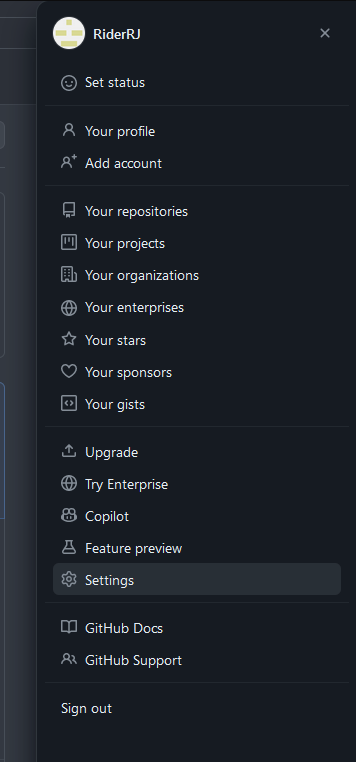 RiderRJ
Set status
Your profile
Add account
Your repositories
Your projects
Your organizations
Your enterprises
Your stars
Your sponsors
Your gists
Upgrade
Try Enterprise
Copilot
Feature preview
Settings
GitHub Docs
GitHub Support
Sign out